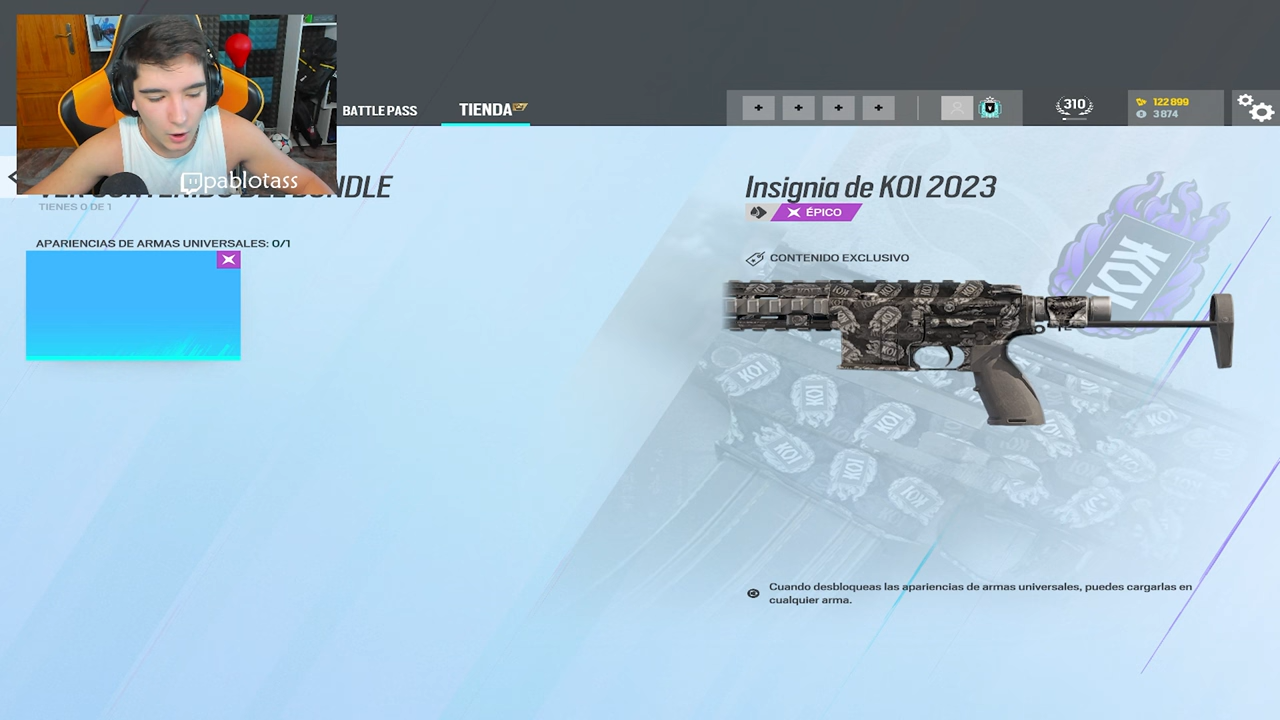 BATTLE PASS
TIENDA
310
122 899
3 874
pablotass
BUNDLE
TIENES 0 DE 1
APARIENCIAS DE ARMAS UNIVERSALES: 0/1
Insignia de KOI 2023
ÉPICO
CONTENIDO EXCLUSIVO
KOI
Cuando desbloqueas las apariencias de armas universales, puedes cargarlas en
cualquier arma.